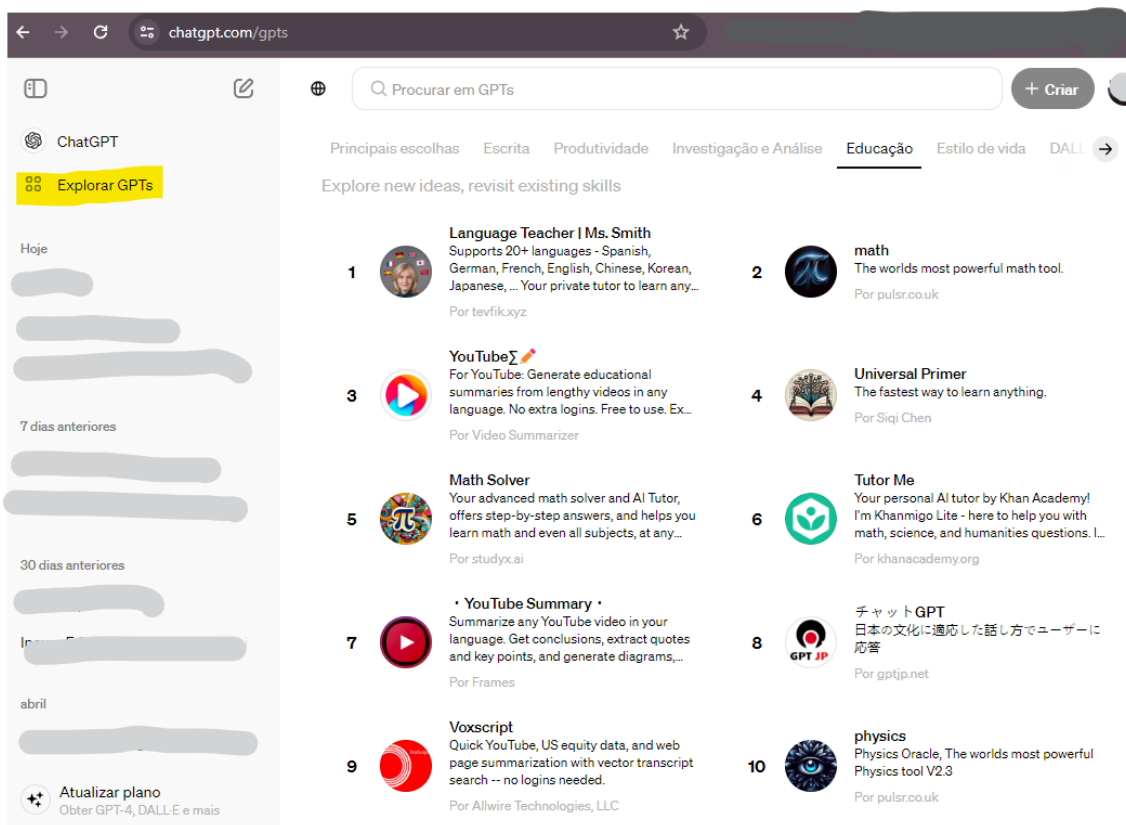 chatgpt.com/gpts
Procurar em GPTs
+ Criar
ChatGPT
Explorar GPTs
Principais escolhas Escrita Produtividade Investigação e Análise Educação Estilo de vida DALL
Explore new ideas, revisit existing skills
Hoje
7 dias anteriores
30 dias anteriores
abril
Atualizar plano
Obter GPT-4, DALL·E e mais
1
Language Teacher | Ms. Smith
Supports 20+ languages - Spanish,
German, French, English, Chinese, Korean,
Japanese, ... Your private tutor to learn any...
Por tevfik.xyz
2
math
The worlds most powerful math tool.
Por pulsr.co.uk
3
YouTube∑✏️
For YouTube: Generate educational
summaries from lengthy videos in any
language. No extra logins. Free to use. Ex...
Por Video Summarizer
4
Universal Primer
The fastest way to learn anything.
Por Siqi Chen
5
Math Solver
Your advanced math solver and AI Tutor,
offers step-by-step answers, and helps you
learn math and even all subjects, at any...
Por studyx.ai
6
Tutor Me
Your personal AI tutor by Khan Academy!
I'm Khanmigo Lite - here to help you with
math, science, and humanities questions. I...
Por khanacademy.org
7
· YouTube Summary ·
Summarize any YouTube video in your
language. Get conclusions, extract quotes
and key points, and generate diagrams,...
Por Frames
8
GPT JP
チャットGPT
日本の文化に適応した話し方でユーザーに
応答
Por gptjp.net
9
Voxscript
Quick YouTube, US equity data, and web
page summarization with vector transcript
search -- no logins needed.
Por Allwire Technologies, LLC
10
physics
Physics Oracle, The worlds most powerful
Physics tool V2.3
Por pulsr.co.uk